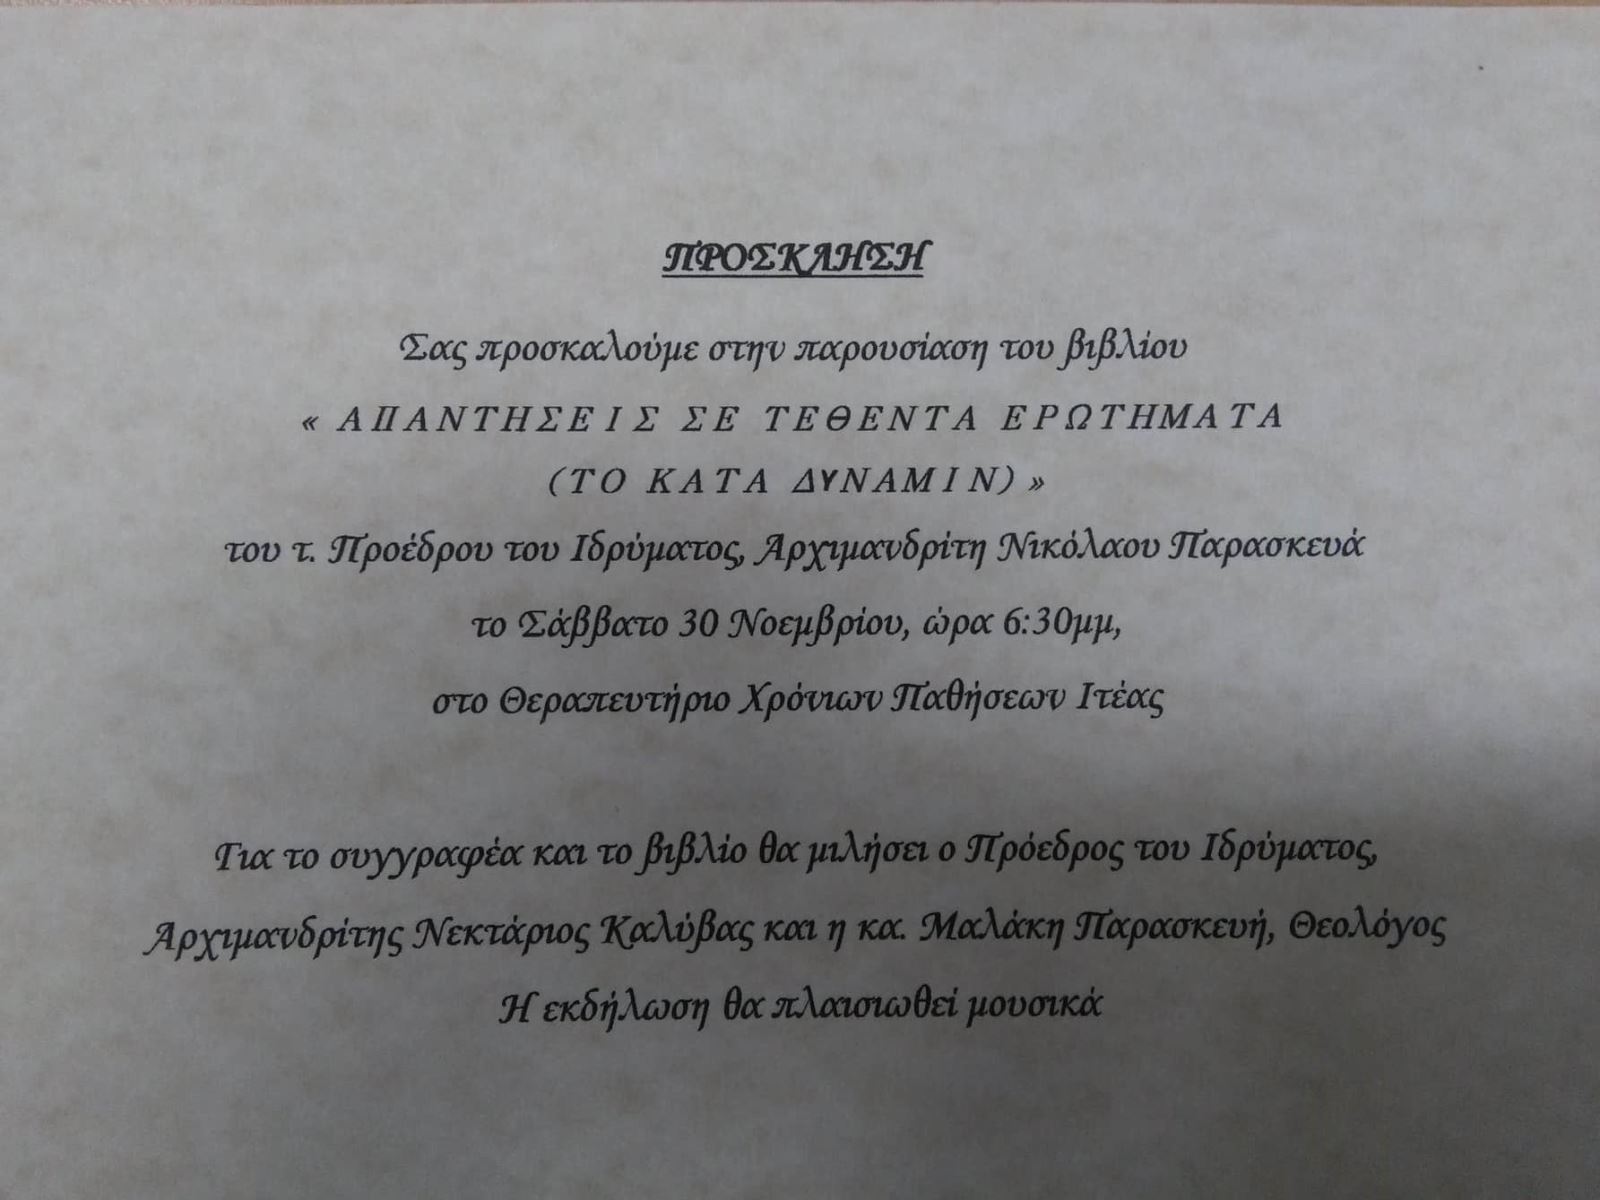 ΠΡΟΣΚΛΗΣΗ
Σας προσκαλούμε στην παρουσίαση του βιβλίου
« ΑΠΑΝΤΗΣΕΙΣ ΣΕ ΤΕΘΕΝΤΑ ΕΡΩΤΗΜΑΤΑ
(ΤΟ ΚΑΤΑ ΔΥΝΑΜΙΝ) »
του τ. Προέδρου του Ιδρύματος, Αρχιμανδρίτη Νικόλαου Παρασκευά
το Σάββατο 30 Νοεμβρίου, ώρα 6:30μμ,
στο Θεραπευτήριο Χρόνιων Παθήσεων Ιτέας
Για το συγγραφέα και το βιβλίο θα μιλήσει ο Πρόεδρος του Ιδρύματος,
Αρχιμανδρίτης Νεκτάριος Καλύβας και η κα. Μαλάκη Παρασκευή, Θεολόγος
Η εκδήλωση θα πλαισιωθεί μουσικά